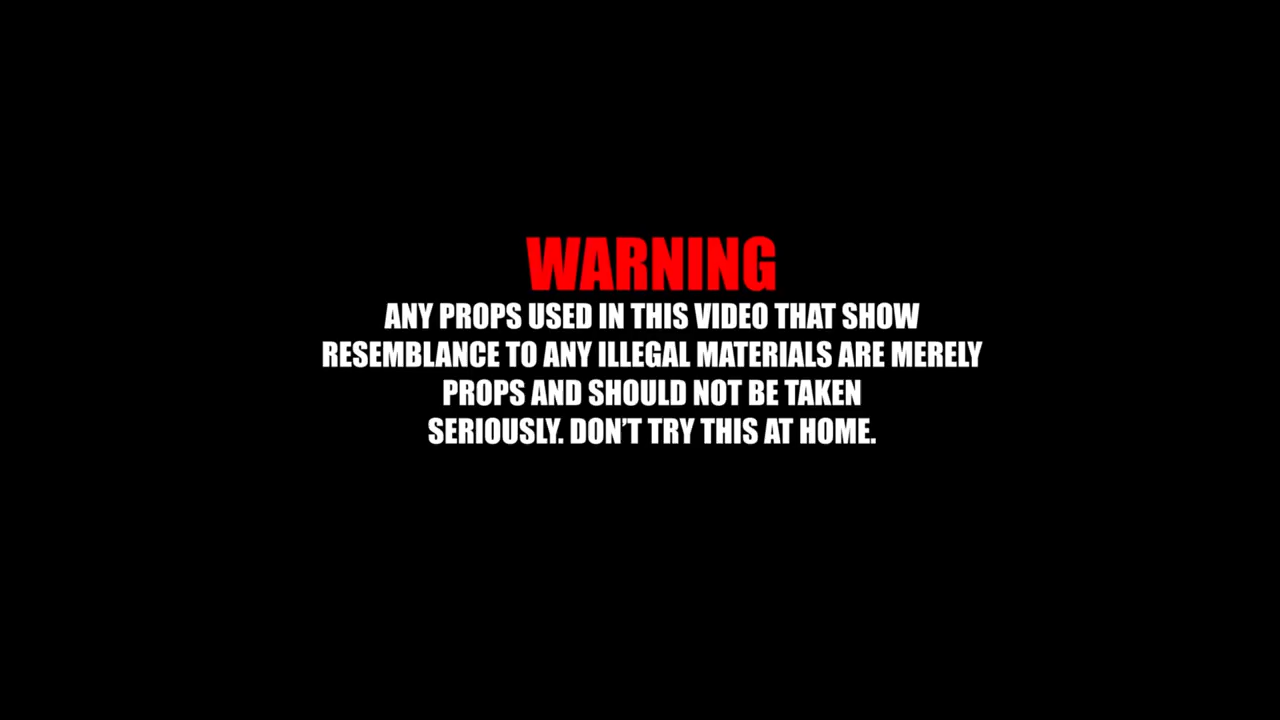 WARNING
ANY PROPS USED IN THIS VIDEO THAT SHOW
RESEMBLANCE TO ANY ILLEGAL MATERIALS ARE MERELY
PROPS AND SHOULD NOT BE TAKEN
SERIOUSLY. DON'T TRY THIS AT HOME.